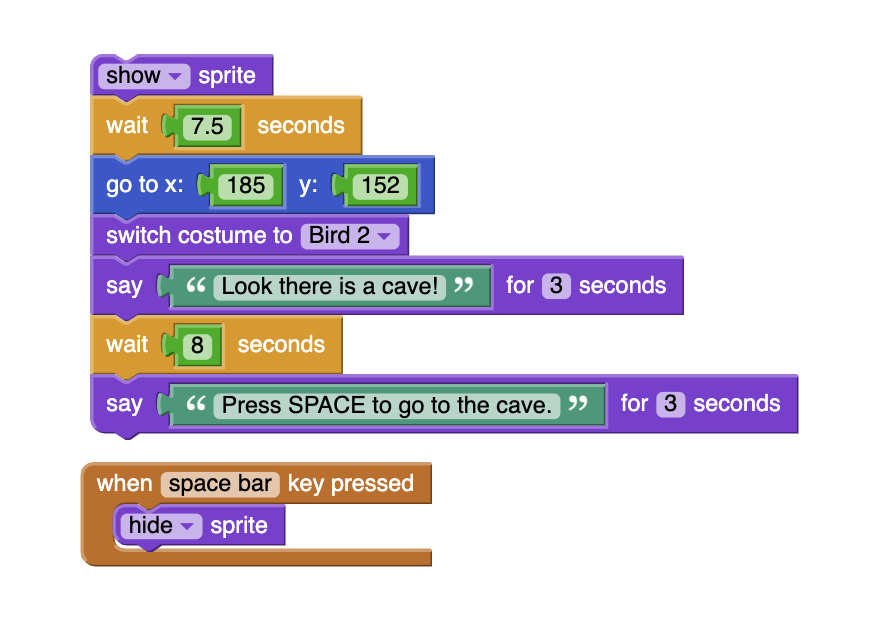 show sprite
wait 7.5 seconds
go to x: 185 y: 152
switch costume to Bird 2
say “ Look there is a cave! ” for 3 seconds
wait 8 seconds
say “ Press SPACE to go to the cave. ” for 3 seconds
when space bar key pressed
hide sprite